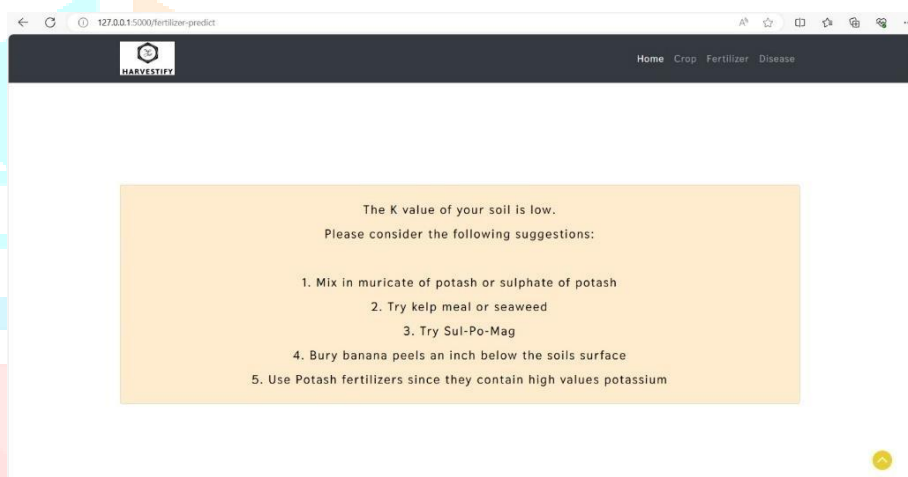 127.0.0.1:5000/fertilizer-predict
HARVESTIFY
Home Crop Fertilizer Disease
The K value of your soil is low.
Please consider the following suggestions:
1. Mix in muricate of potash or sulphate of potash
2. Try kelp meal or seaweed
3. Try Sul-Po-Mag
4. Bury banana peels an inch below the soils surface
5. Use Potash fertilizers since they contain high values potassium